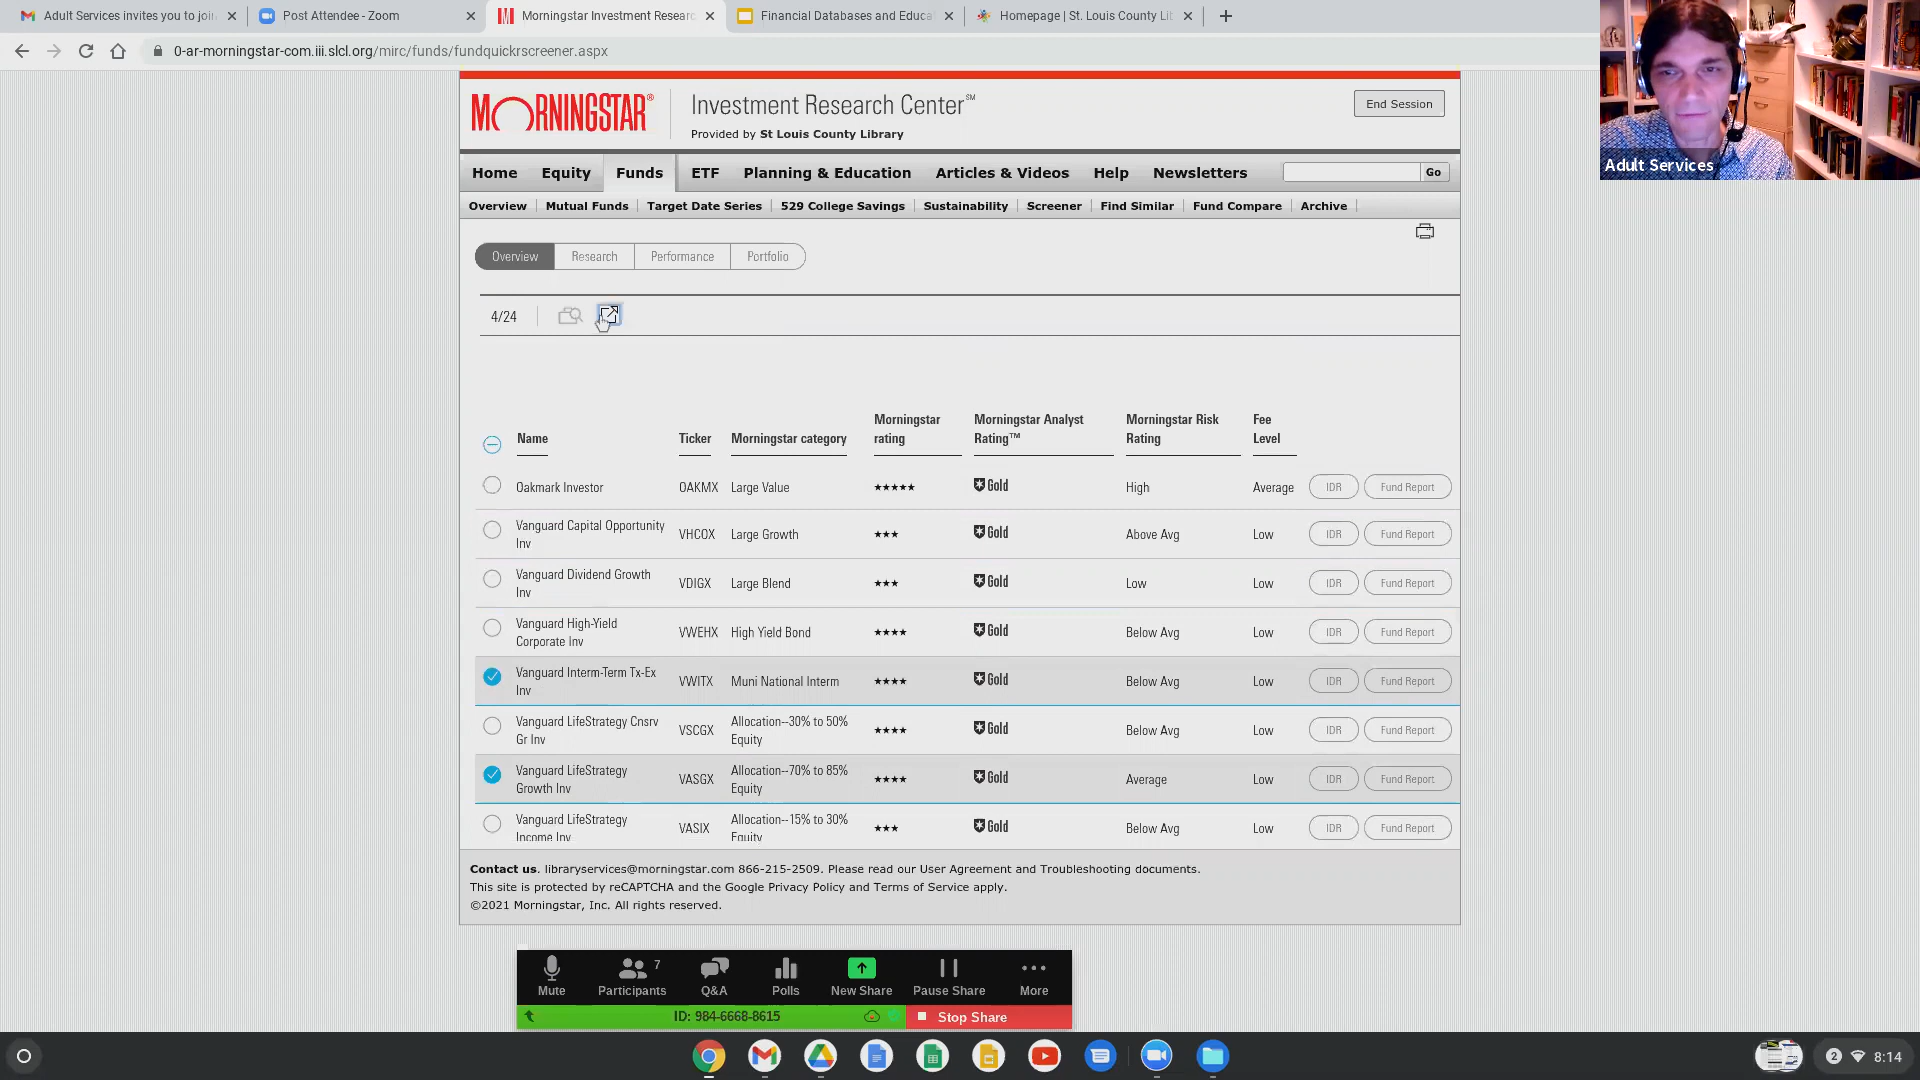 Adult Services invites you to joi
Post Attendee - Zoom
Morningstar Investment Resear
Financial Databases and Educa
Homepage | St. Louis County Li
0-ar-morningstar-com.iii.slcl.org/mirc/funds/fundquickrscreener.aspx
MORNINGSTAR®
Investment Research Center℠
Provided by St Louis County Library
End Session
Adult Services
Home Equity Funds ETF Planning & Education Articles & Videos Help Newsletters Go
Overview Mutual Funds Target Date Series 529 College Savings Sustainability Screener Find Similar Fund Compare Archive
Overview Research Performance Portfolio
4/24
Name Ticker Morningstar category Morningstar rating Morningstar Analyst Rating™ Morningstar Risk Rating Fee Level
Oakmark Investor OAKMX Large Value ★★★★★ Gold High Average IDR Fund Report
Vanguard Capital Opportunity Inv VHCOX Large Growth ★★★ Gold Above Avg Low IDR Fund Report
Vanguard Dividend Growth Inv VDIGX Large Blend ★★★ Gold Low Low IDR Fund Report
Vanguard High-Yield Corporate Inv VWEHX High Yield Bond ★★★★ Gold Below Avg Low IDR Fund Report
Vanguard Interm-Term Tx-Ex Inv VWITX Muni National Interm ★★★★ Gold Below Avg Low IDR Fund Report
Vanguard LifeStrategy Cnsrv Gr Inv VSCGX Allocation--30% to 50% Equity ★★★★ Gold Below Avg Low IDR Fund Report
Vanguard LifeStrategy Growth Inv VASGX Allocation--70% to 85% Equity ★★★★ Gold Average Low IDR Fund Report
Vanguard LifeStrategy Income Inv VASIX Allocation--15% to 30% Equity ★★★ Gold Below Avg Low IDR Fund Report
Contact us. libraryservices@morningstar.com 866-215-2509. Please read our User Agreement and Troubleshooting documents.
This site is protected by reCAPTCHA and the Google Privacy Policy and Terms of Service apply.
©2021 Morningstar, Inc. All rights reserved.
7
Mute Participants Q&A Polls New Share Pause Share More
ID: 984-6668-8615 Stop Share
2 8:14